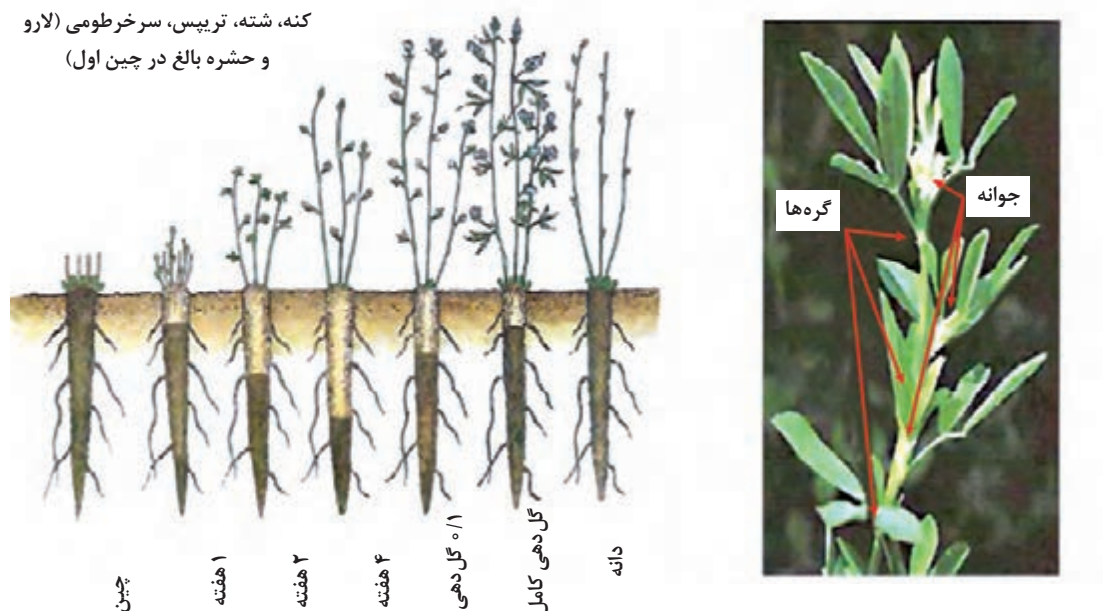 کنه، شته، تریپس، سرخرطومی (لارو
و حشره بالغ در چین اول)
جوانه
گره‌ها
چین
۱ هفته
۲ هفته
۴ هفته
۰/۱ گل‌دهی
گل‌دهی کامل
دانه